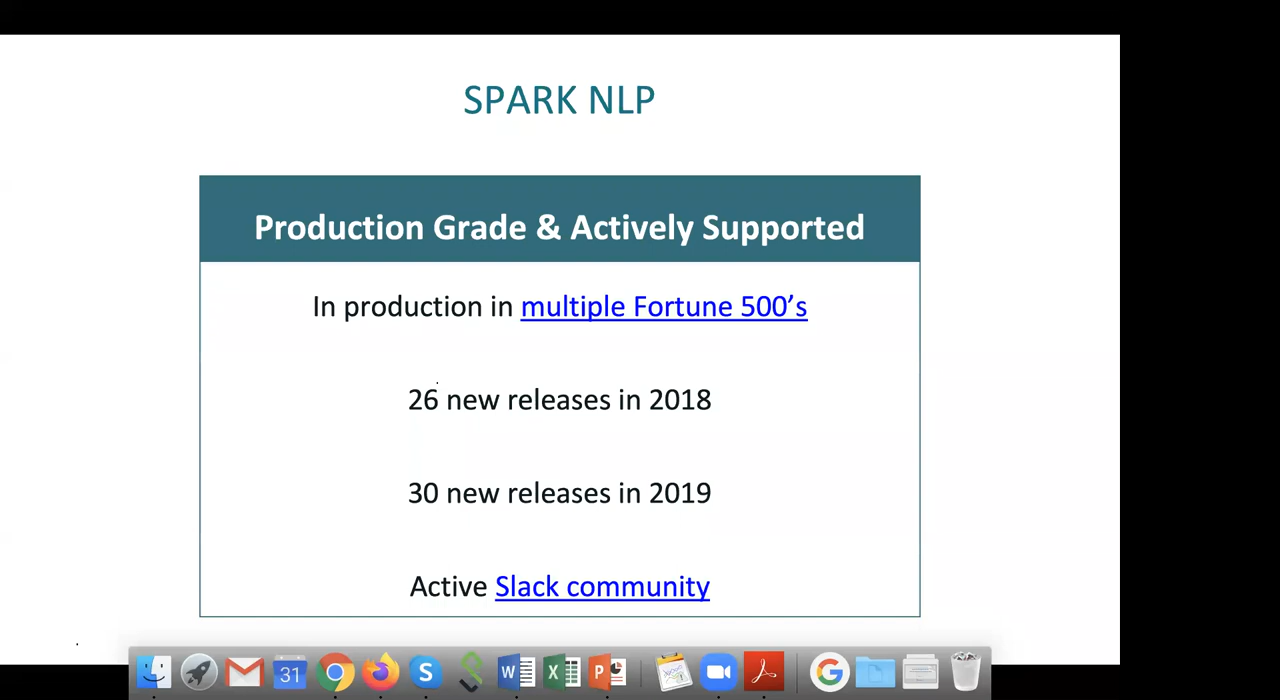 SPARK NLP
Production Grade & Actively Supported
In production in multiple Fortune 500’s
26 new releases in 2018
30 new releases in 2019
Active Slack community
31